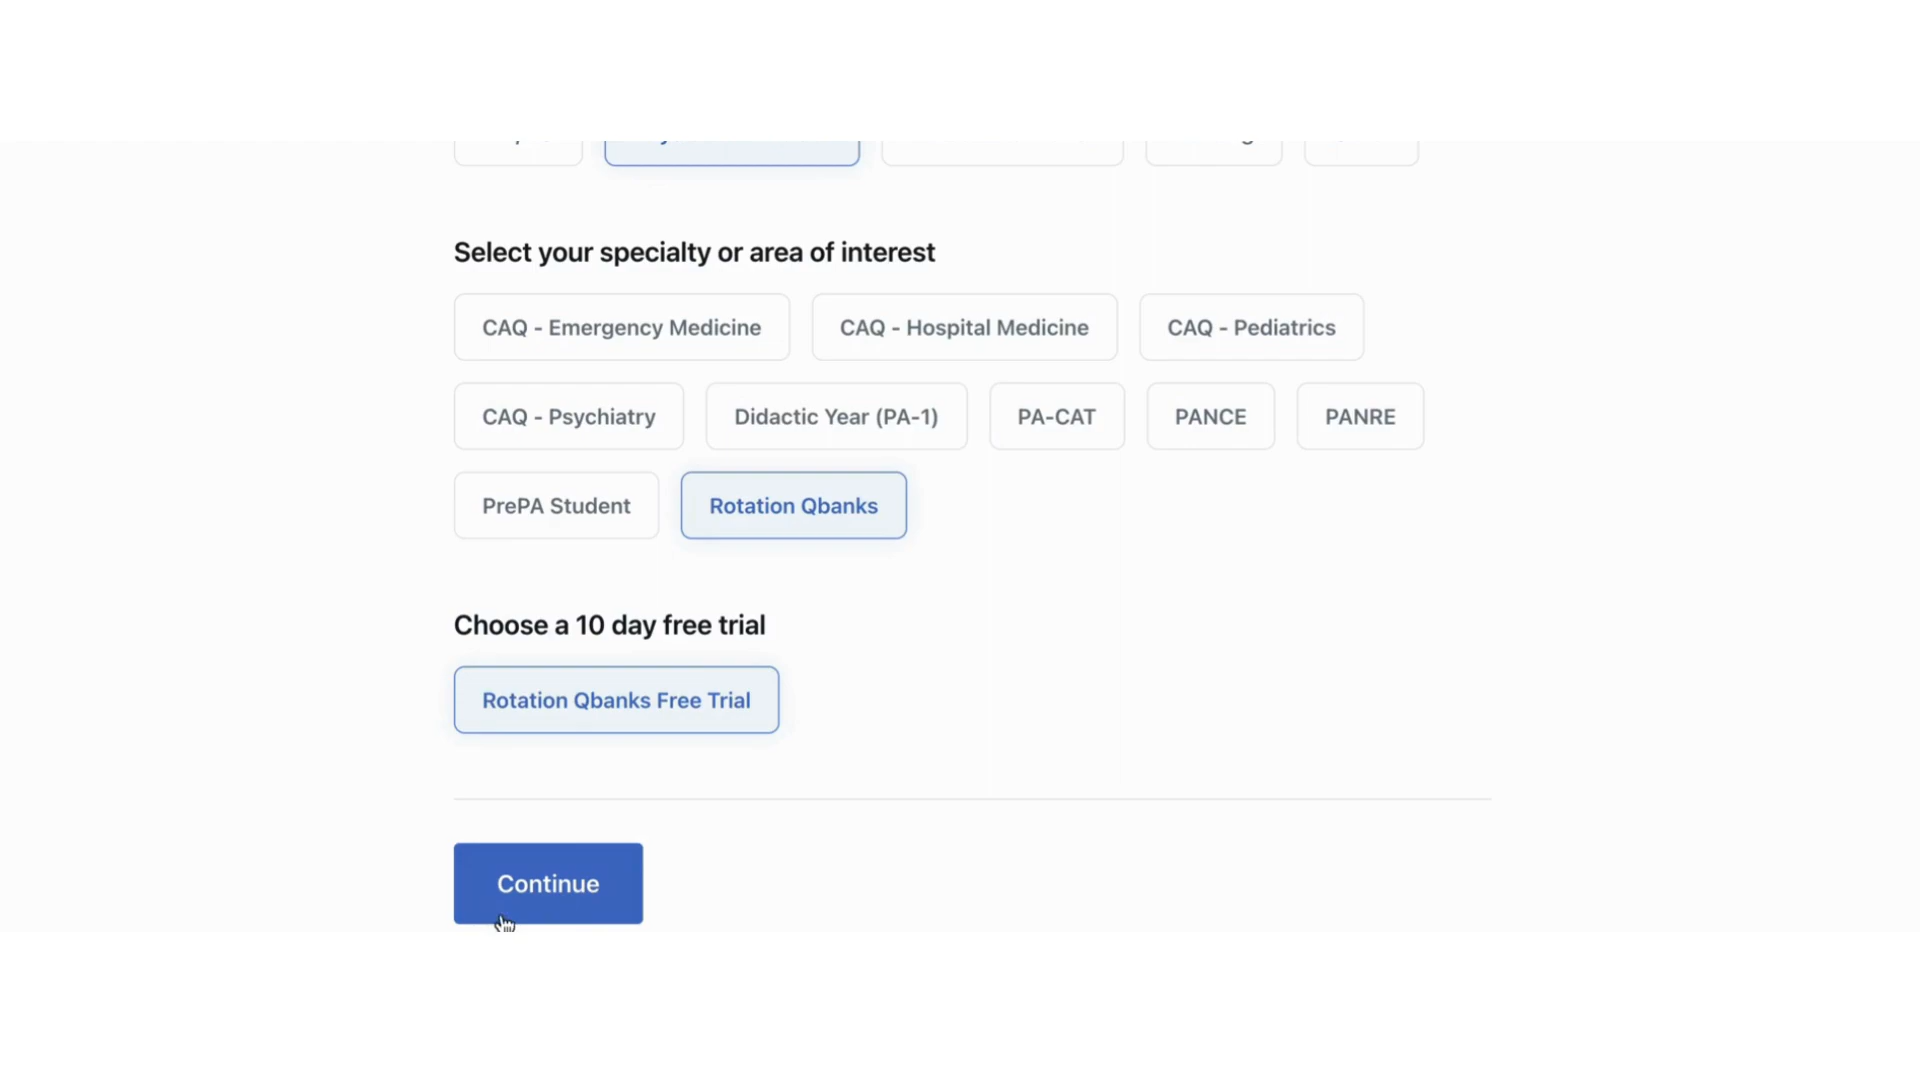 Select your specialty or area of interest
CAQ - Emergency Medicine CAQ - Hospital Medicine CAQ - Pediatrics
CAQ - Psychiatry Didactic Year (PA-1) PA-CAT PANCE PANRE
PrePA Student Rotation Qbanks
Choose a 10 day free trial
Rotation Qbanks Free Trial
Continue